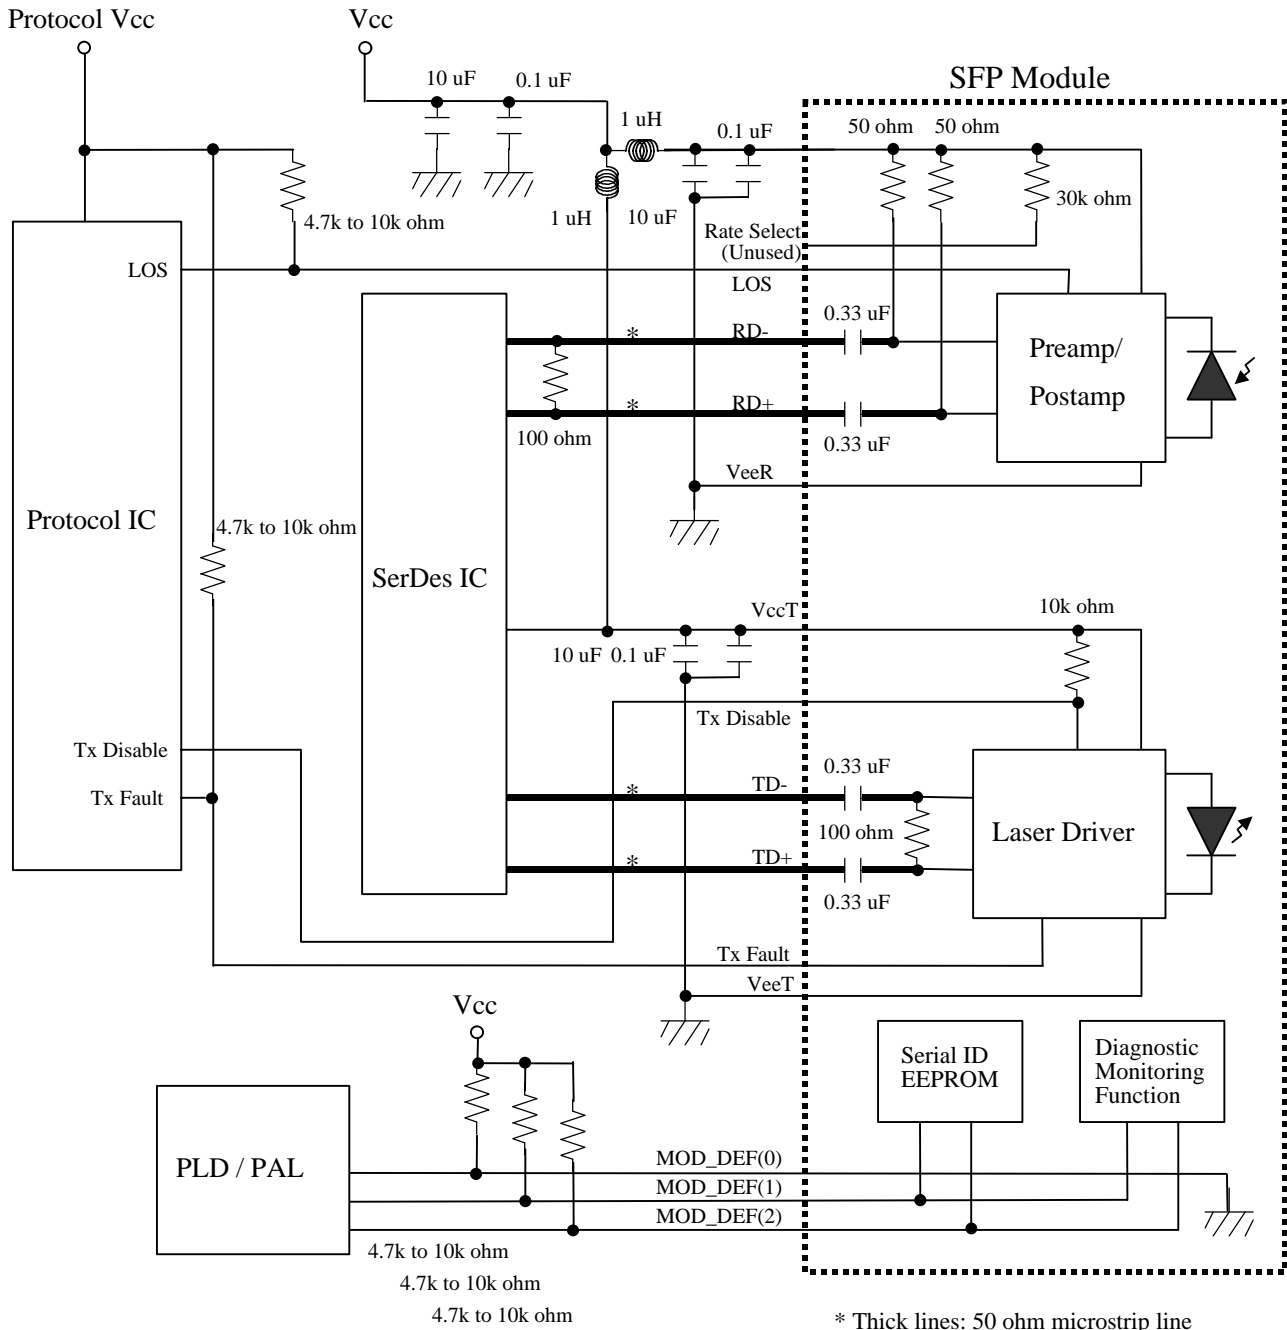 Protocol Vcc
Vcc
10 uF
0.1 uF
SFP Module
1 uH
0.1 uF
50 ohm
50 ohm
1 uH
10 uF
30k ohm
4.7k to 10k ohm
Rate Select
(Unused)
LOS
LOS
0.33 uF
*
RD-
Preamp/
Postamp
*
RD+
100 ohm
0.33 uF
VeeR
Protocol IC
4.7k to 10k ohm
SerDes IC
VccT
10k ohm
10 uF
0.1 uF
Tx Disable
Tx Disable
0.33 uF
*
TD-
Tx Fault
100 ohm
Laser Driver
*
TD+
0.33 uF
Tx Fault
VeeT
Vcc
Serial ID
EEPROM
Diagnostic
Monitoring
Function
PLD / PAL
MOD_DEF(0)
MOD_DEF(1)
MOD_DEF(2)
4.7k to 10k ohm
4.7k to 10k ohm
4.7k to 10k ohm
* Thick lines: 50 ohm microstrip line